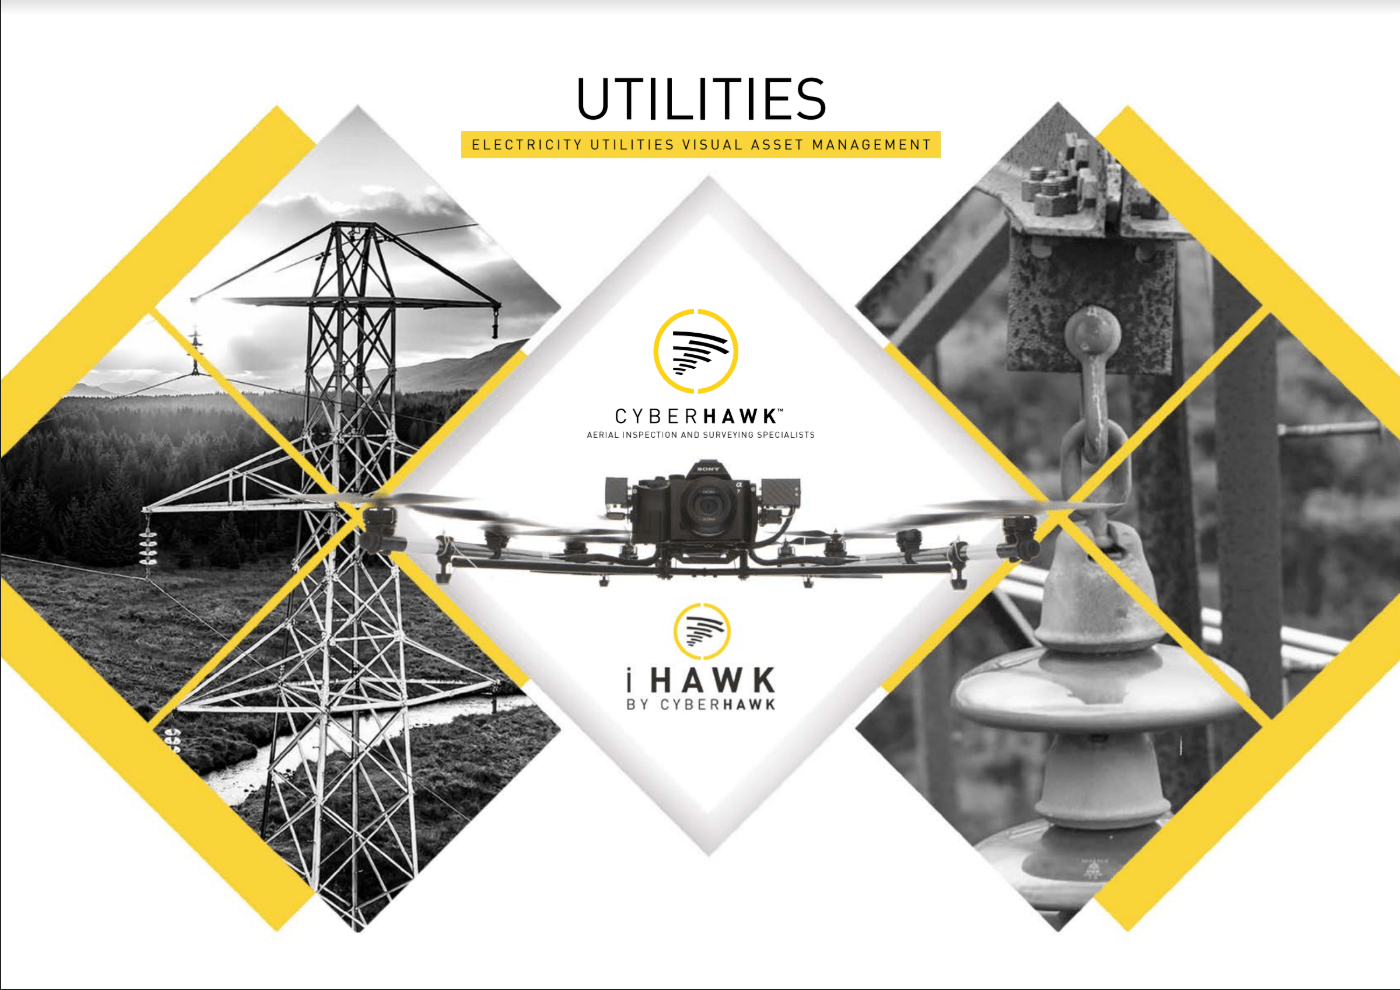 UTILITIES
ELECTRICITY UTILITIES VISUAL ASSET MANAGEMENT
CYBERHAWK™
AERIAL INSPECTION AND SURVEYING SPECIALISTS
SONY
i HAWK
BY CYBERHAWK